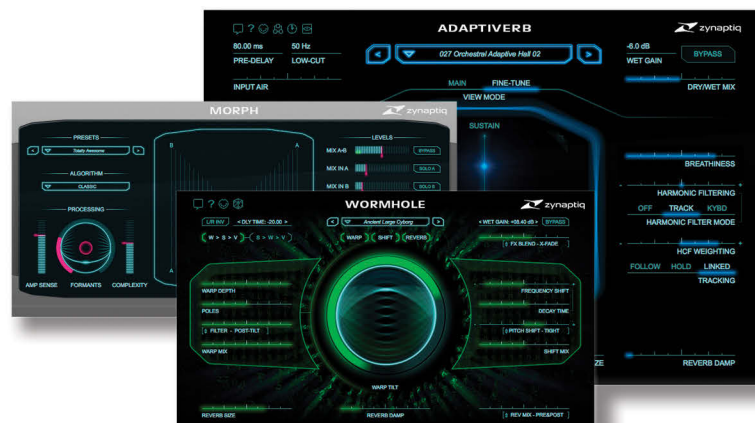 ADAPTIVERB
zynaptiq
80.00 ms
PRE-DELAY
50 Hz
LOW-CUT
027 Orchestral Adaptive Hall 02
-6.0 dB
WET GAIN
BYPASS
INPUT AIR
MAIN
FINE-TUNE
VIEW MODE
DRY/WET MIX
SUSTAIN
BREATHINESS
HARMONIC FILTERING
OFF TRACK KYBD
HARMONIC FILTER MODE
HCF WEIGHTING
FOLLOW HOLD LINKED
TRACKING
ZE
REVERB DAMP
MORPH
zynaptiq
PRESETS
Totally Awesome
ALGORITHM
CLASSIC
PROCESSING
AMP SENSE
FORMANTS
COMPLEXITY
B
A
A
LEVELS
MIX A-B
BYPASS
MIX IN A
SOLO A
MIX IN B
SOLO B
WORMHOLE
zynaptiq
L/R INV
< DLY TIME: -20.00 >
Ancient Large Cyborg
< WET GAIN: +08.40 dB >
BYPASS
W > S > V
S > W > V
WARP
SHIFT
REVERB
FX BLEND - X-FADE
WARP DEPTH
POLES
FILTER - POST-TILT
WARP MIX
FREQUENCY SHIFT
DECAY TIME
PITCH SHIFT - TIGHT
SHIFT MIX
WARP TILT
REVERB SIZE
REVERB DAMP
REV MIX - PRE&POST